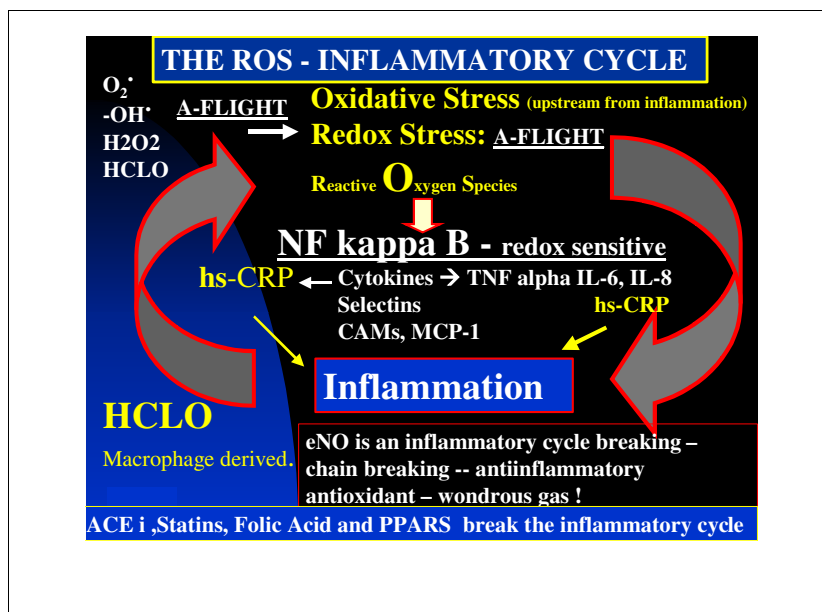 THE ROS - INFLAMMATORY CYCLE
O₂•
-OH•
H2O2
HCLO
A-FLIGHT
Oxidative Stress (upstream from inflammation)
Redox Stress: A-FLIGHT
Reactive Oxygen Species
NF kappa B - redox sensitive
hs-CRP
Cytokines → TNF alpha IL-6, IL-8
Selectins
hs-CRP
CAMs, MCP-1
Inflammation
HCLO
Macrophage derived.
eNO is an inflammatory cycle breaking –
chain breaking -- antiinflammatory
antioxidant – wondrous gas !
ACE i ,Statins, Folic Acid and PPARS break the inflammatory cycle